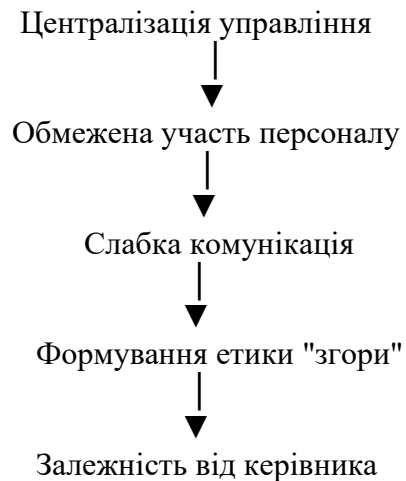 Централізація управління
Обмежена участь персоналу
Слабка комунікація
Формування етики "згори"
Залежність від керівника